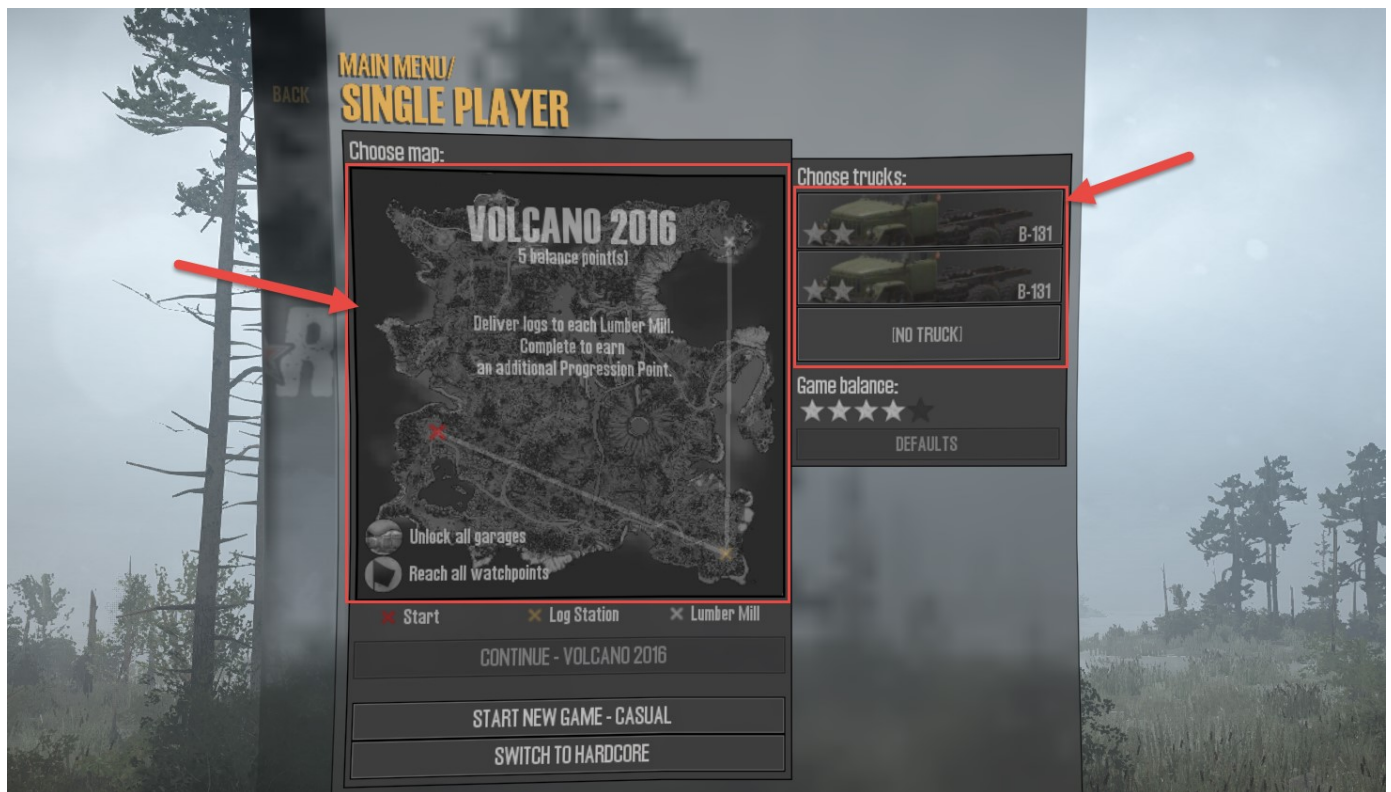 MAIN MENU/
BACK
SINGLE PLAYER
Choose map:
VOLCANO 2016
5 balance point(s)
Deliver logs to each Lumber Mill.
Complete to earn
an additional Progression Point.
Unlock all garages
Reach all watchpoints
Start
Log Station
Lumber Mill
CONTINUE - VOLCANO 2016
START NEW GAME - CASUAL
SWITCH TO HARDCORE
Choose trucks:
B-131
B-131
[NO TRUCK]
Game balance:
DEFAULTS
R